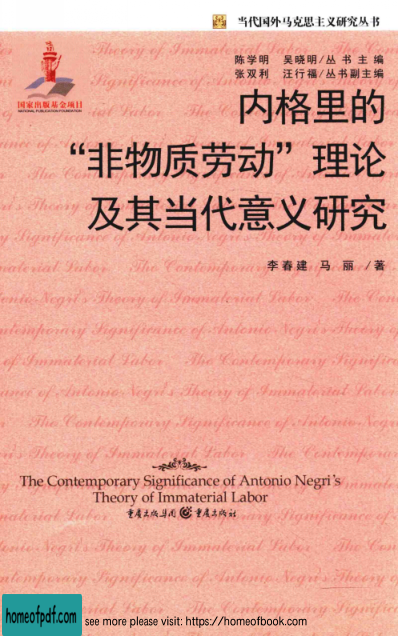 当代国外马克思主义研究丛书
陈学明 吴晓明/丛书主编
张双利 汪行福/丛书副主编
国家出版基金项目
NATIONAL PUBLICATION FOUNDATION
内格里的
“非物质劳动”理论
及其当代意义研究
李春建 马丽/著
The Contemporary Significance of Antonio Negri's
Theory of Immaterial Labor
重庆出版集团 重庆出版社
homeofpdf.com
see more please visit: https://homeofbook.com